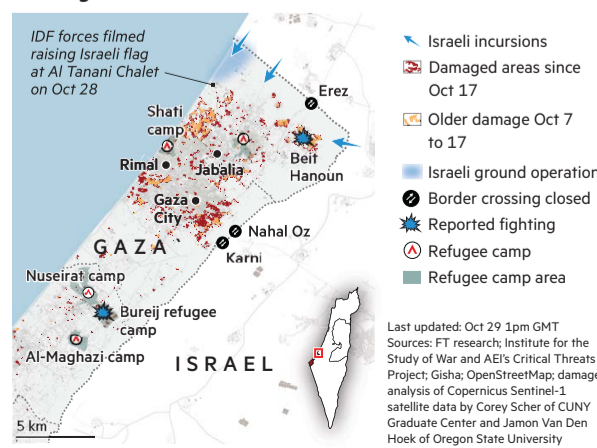 IDF forces filmed
raising Israeli flag
at Al Tanani Chalet
on Oct 28
Erez
Shati
camp
Rimal
Jabalia
Beit
Hanoun
Gaza
City
Nahal Oz
Karni
GAZA
Nuseirat camp
Bureij refugee
camp
Al-Maghazi camp
ISRAEL
5 km
Israeli incursions
Damaged areas since
Oct 17
Older damage Oct 7
to 17
Israeli ground operation
Border crossing closed
Reported fighting
Refugee camp
Refugee camp area
Last updated: Oct 29 1pm GMT
Sources: FT research; Institute for the
Study of War and AEI's Critical Threats
Project; Gisha; OpenStreetMap; damage
analysis of Copernicus Sentinel-1
satellite data by Corey Scher of CUNY
Graduate Center and Jamon Van Den
Hoek of Oregon State University